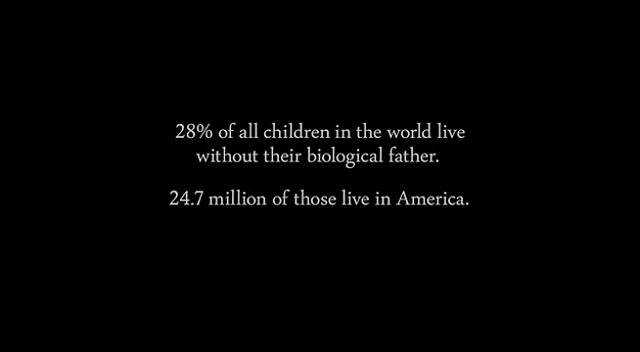 28% of all children in the world live
without their biological father.
24.7 million of those live in America.